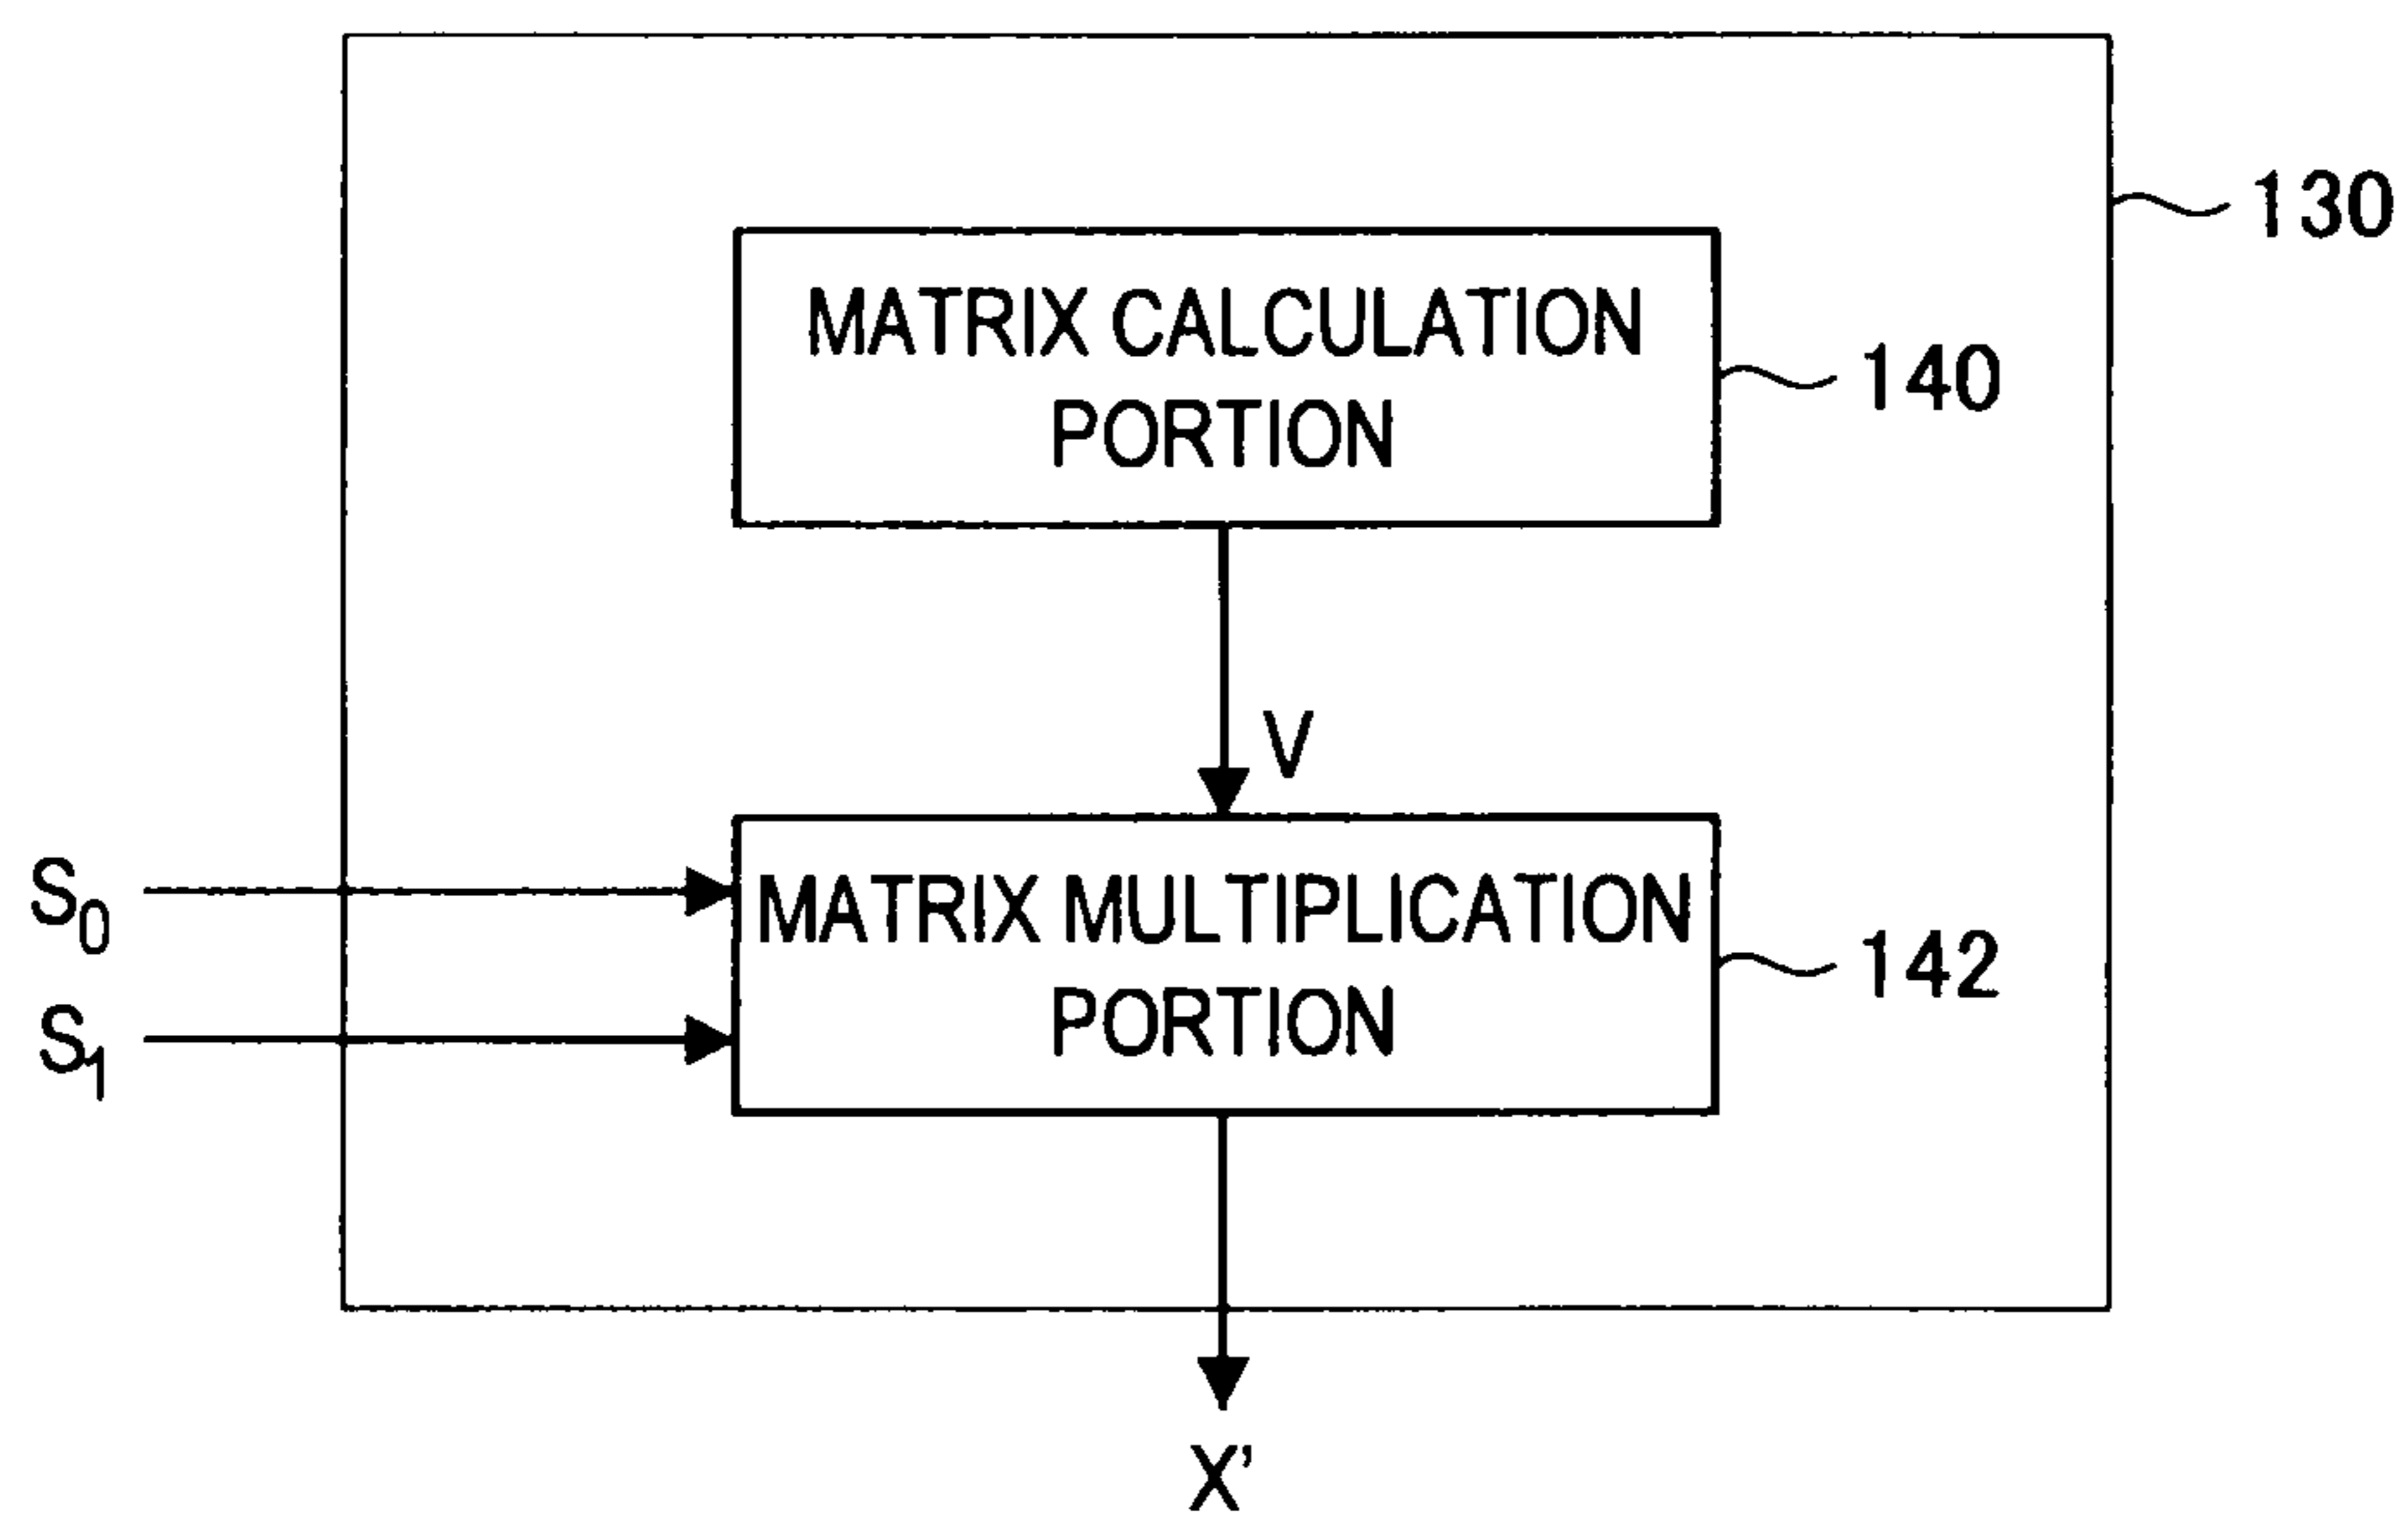 130
MATRIX CALCULATION
PORTION
140
V
S₀
MATRIX MULTIPLICATION
PORTION
142
S₁
X'